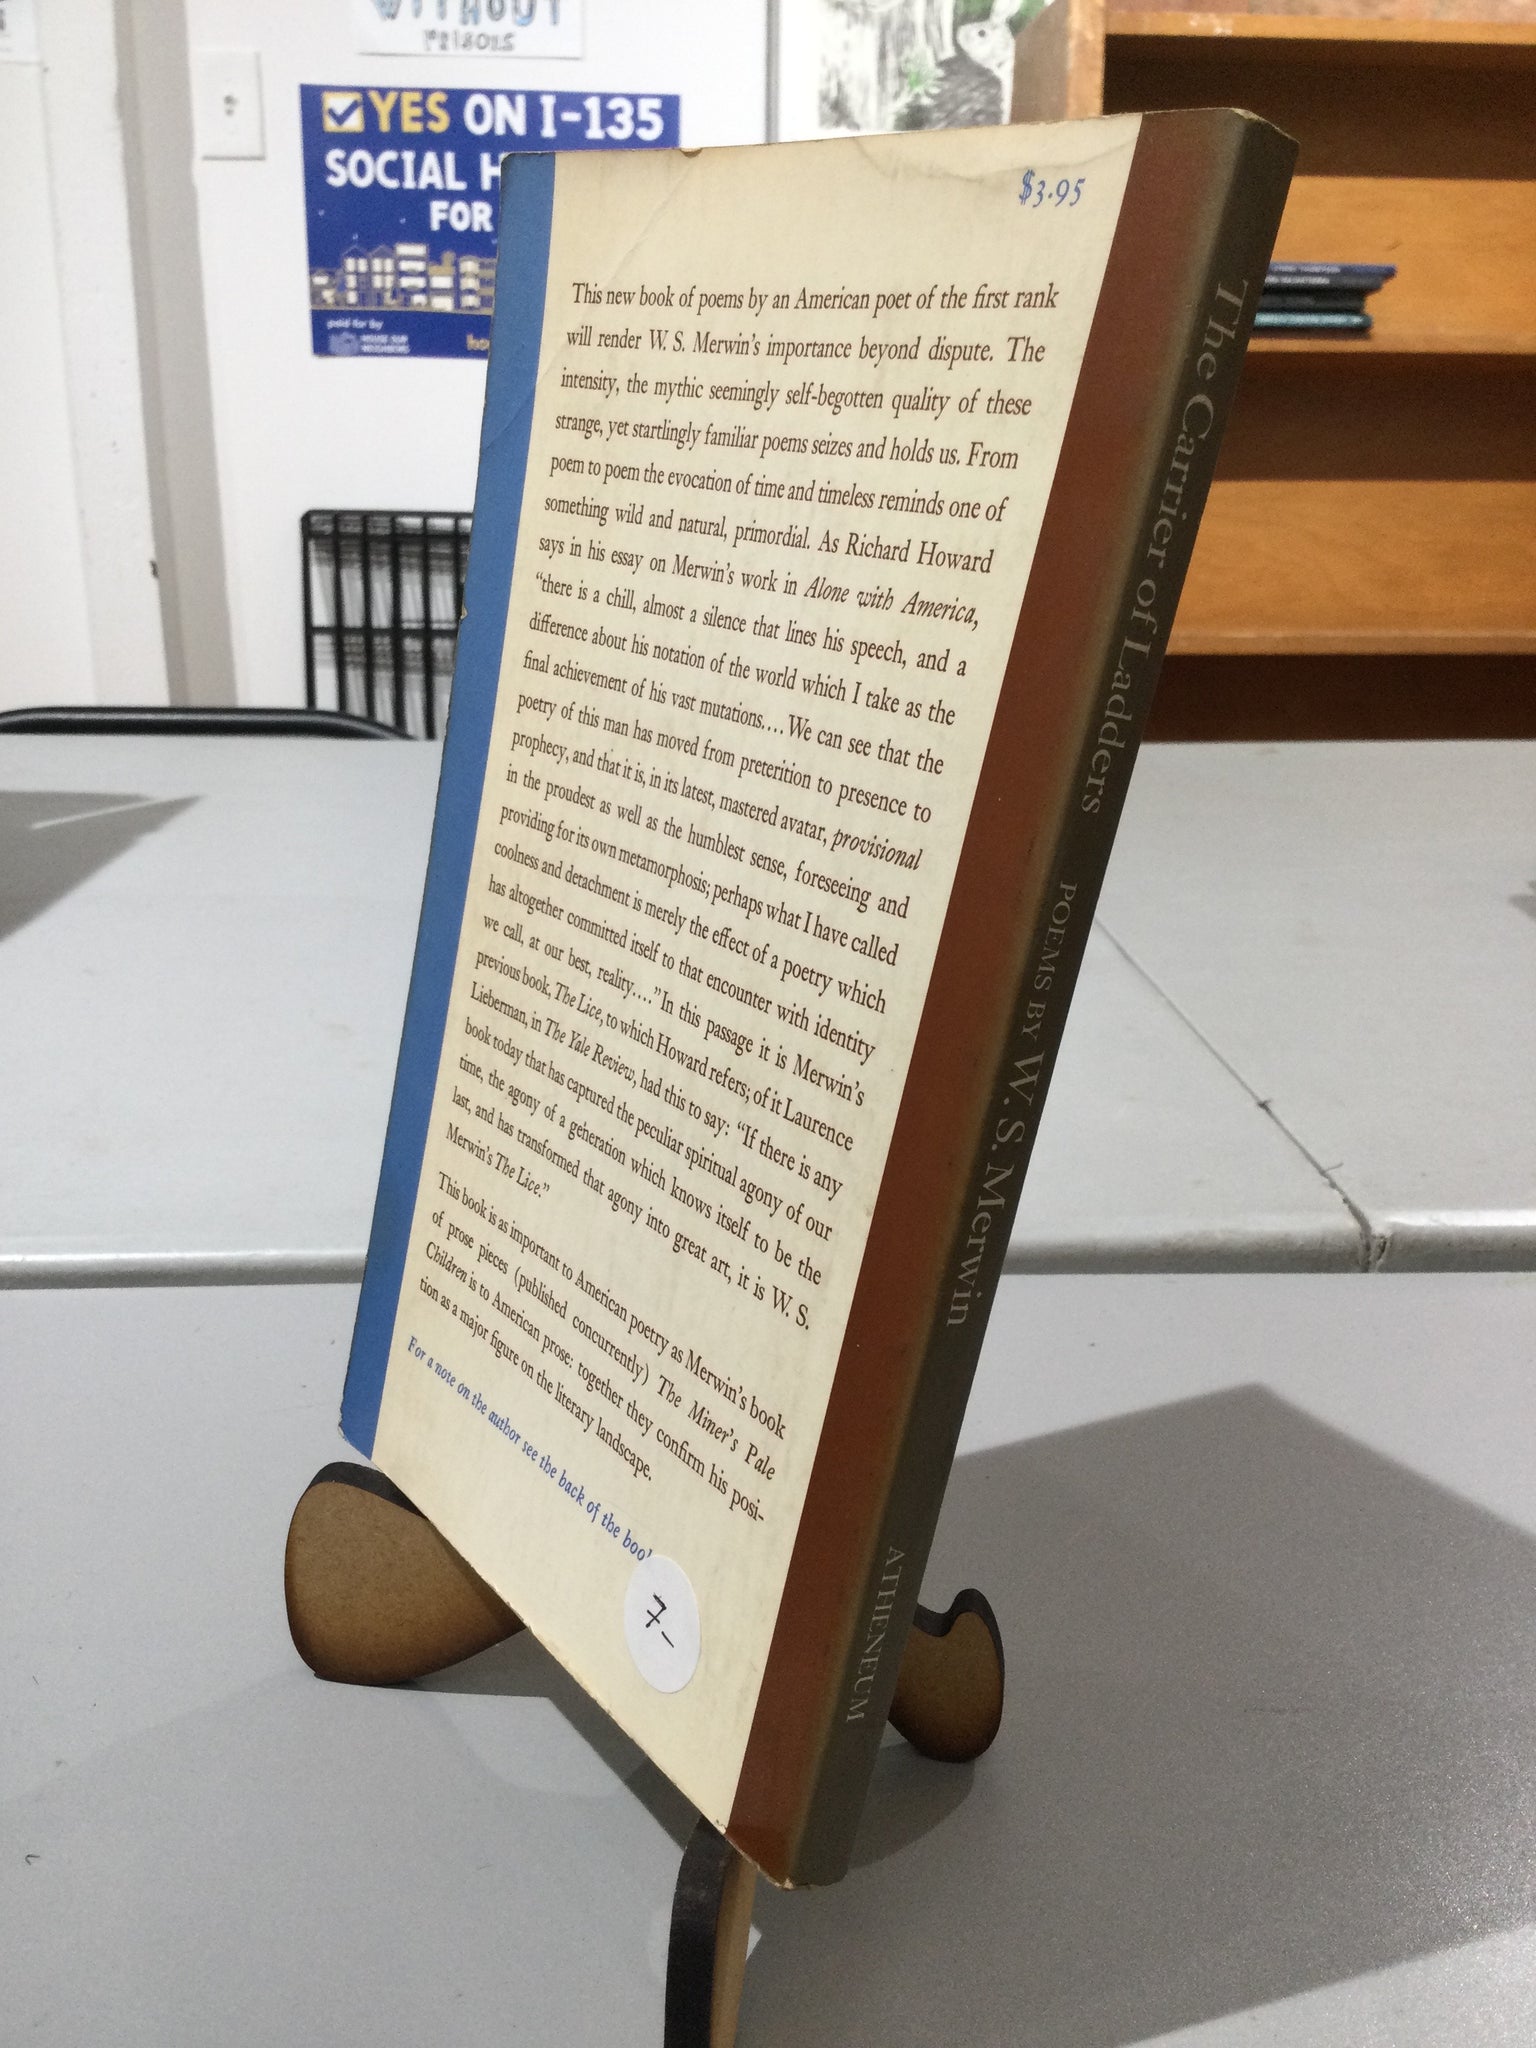 WITHOUT
PRISONS
YES ON I-135
SOCIAL H
FOR
paid for by
HOUSE OUR
NEIGHBORS
$3.95
This new book of poems by an American poet of the first rank
will render W. S. Merwin's importance beyond dispute. The
intensity, the mythic seemingly self-begotten quality of these
strange, yet startlingly familiar poems seizes and holds us. From
poem to poem the evocation of time and timeless reminds one of
something wild and natural, primordial. As Richard Howard
says in his essay on Merwin's work in Alone with America,
“there is a chill, almost a silence that lines his speech, and a
difference about his notation of the world which I take as the
final achievement of his vast mutations.... We can see that the
poetry of this man has moved from preterition to presence to
prophecy, and that it is, in its latest, mastered avatar, provisional
in the proudest as well as the humblest sense, foreseeing and
providing for its own metamorphosis; perhaps what I have called
coolness and detachment is merely the effect of a poetry which
has altogether committed itself to that encounter with identity
we call, at our best, reality....” In this passage it is Merwin's
previous book, The Lice, to which Howard refers; of it Laurence
Lieberman, in The Yale Review, had this to say: “If there is any
book today that has captured the peculiar spiritual agony of our
time, the agony of a generation which knows itself to be the
last, and has transformed that agony into great art, it is W. S.
Merwin's The Lice.”
This book is as important to American poetry as Merwin's book
of prose pieces (published concurrently) The Miner's Pale
Children is to American prose: together they confirm his posi-
tion as a major figure on the literary landscape.
For a note on the author see the back of the book
7-
The Carrier of Ladders POEMS BY W. S. Merwin ATHENEUM